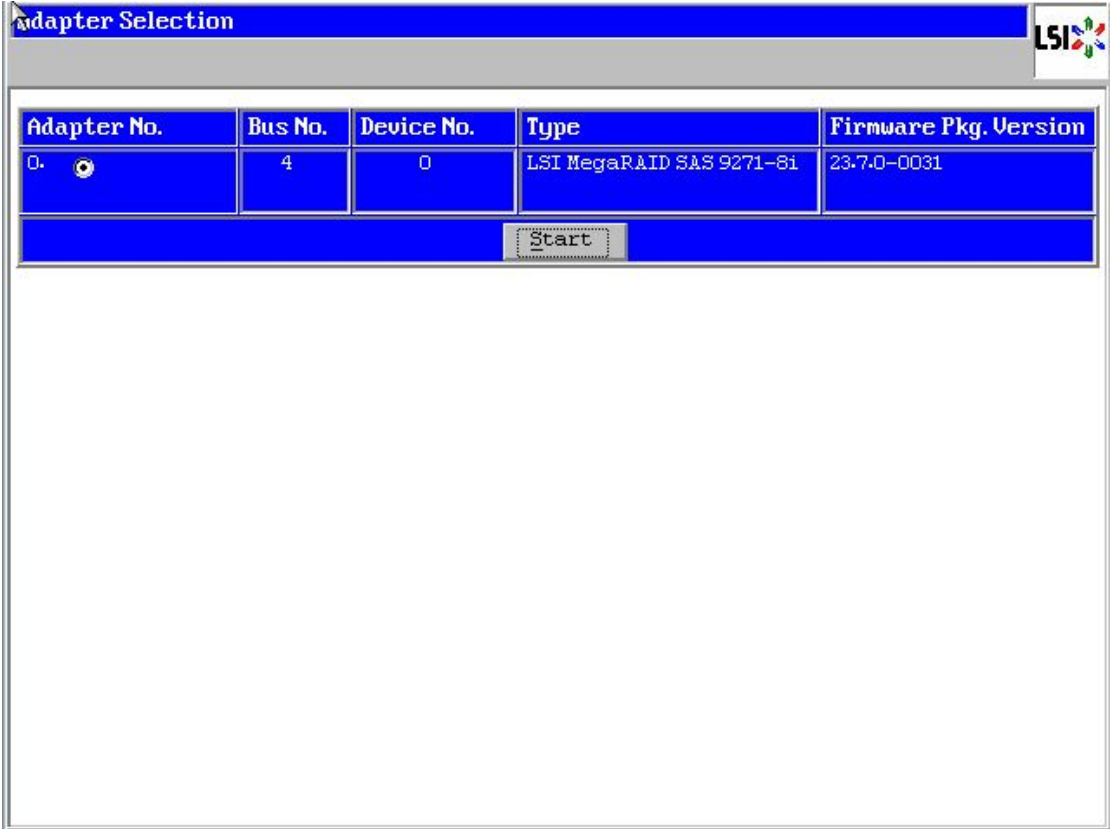 Adapter Selection
LSI
Adapter No. Bus No. Device No. Type Firmware Pkg. Version
0. 4 0 LSI MegaRAID SAS 9271-8i 23.7.0-0031
Start